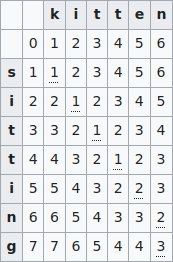 k i t t e n
0 1 2 3 4 5 6
s 1 1 2 3 4 5 6
i 2 2 1 2 3 4 5
t 3 3 2 1 2 3 4
t 4 4 3 2 1 2 3
i 5 5 4 3 2 2 3
n 6 6 5 4 3 3 2
g 7 7 6 5 4 4 3